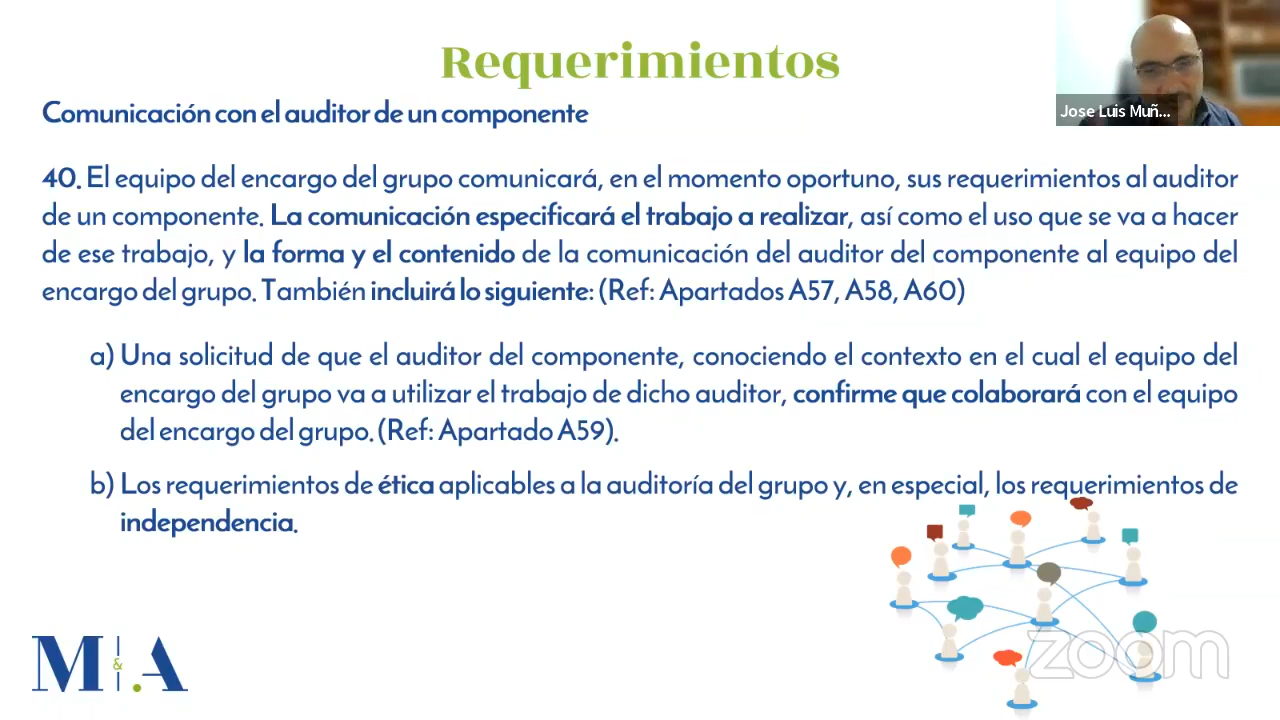 Requerimientos
Jose Luis Muñ...
Comunicación con el auditor de un componente
40. El equipo del encargo del grupo comunicará, en el momento oportuno, sus requerimientos al auditor
de un componente. La comunicación especificará el trabajo a realizar, así como el uso que se va a hacer
de ese trabajo, y la forma y el contenido de la comunicación del auditor del componente al equipo del
encargo del grupo. También incluirá lo siguiente: (Ref: Apartados A57, A58, A60)
a) Una solicitud de que el auditor del componente, conociendo el contexto en el cual el equipo del
encargo del grupo va a utilizar el trabajo de dicho auditor, confirme que colaborará con el equipo
del encargo del grupo. (Ref: Apartado A59).
b) Los requerimientos de ética aplicables a la auditoría del grupo y, en especial, los requerimientos de
independencia.
M&A
zoom